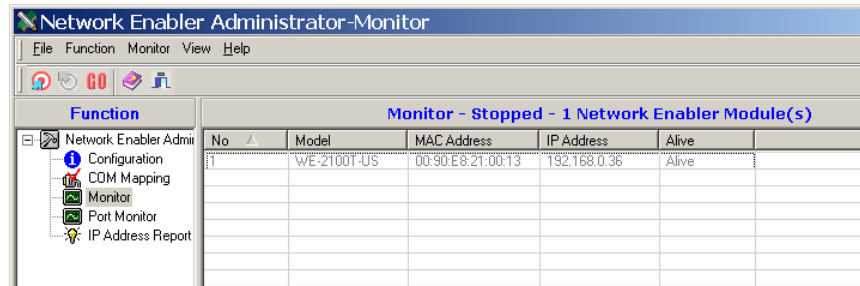 Network Enabler Administrator-Monitor
File Function Monitor View Help
GO
Function
Monitor - Stopped - 1 Network Enabler Module(s)
Network Enabler Admii
No Model MAC Address IP Address Alive
1 WE-2100T-US 00:90:E8:21:00:13 192.168.0.36 Alive
Configuration
COM Mapping
Monitor
Port Monitor
IP Address Report